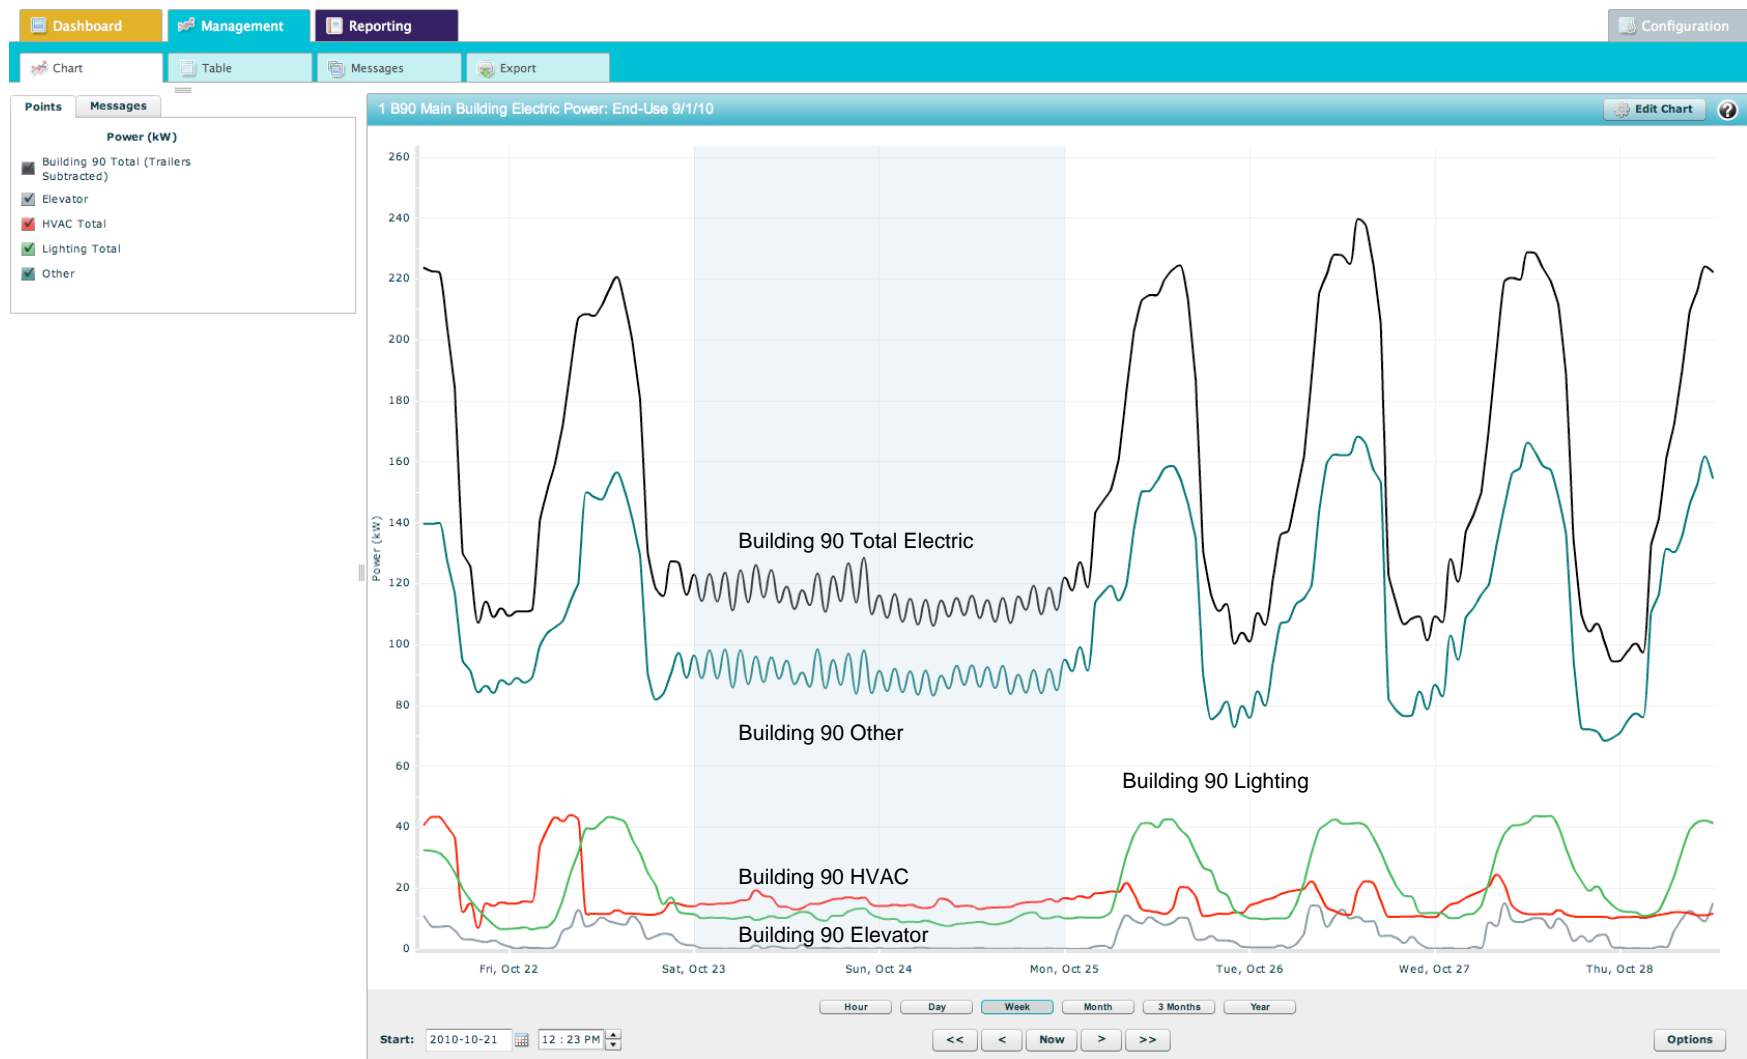 Dashboard
Management
Reporting
Configuration
Chart
Table
Messages
Export
Points
Messages
Power (kW)
Building 90 Total (Trailers
Subtracted)
Elevator
HVAC Total
Lighting Total
Other
1 B90 Main Building Electric Power: End-Use 9/1/10
Edit Chart
?
260
240
220
200
180
160
140
120
100
80
60
40
20
0
Power (kW)
Building 90 Total Electric
Building 90 Other
Building 90 Lighting
Building 90 HVAC
Building 90 Elevator
Fri, Oct 22
Sat, Oct 23
Sun, Oct 24
Mon, Oct 25
Tue, Oct 26
Wed, Oct 27
Thu, Oct 28
Hour
Day
Week
Month
3 Months
Year
Start:
2010-10-21
12 : 23 PM
<<
<
Now
>
>>
Options